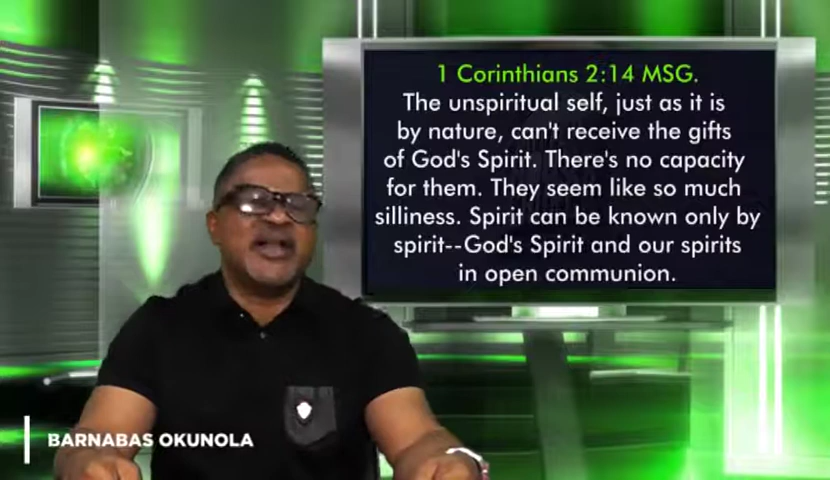 1 Corinthians 2:14 MSG.
The unspiritual self, just as it is
by nature, can't receive the gifts
of God's Spirit. There's no capacity
for them. They seem like so much
silliness. Spirit can be known only by
spirit--God's Spirit and our spirits
in open communion.
BARNABAS OKUNOLA